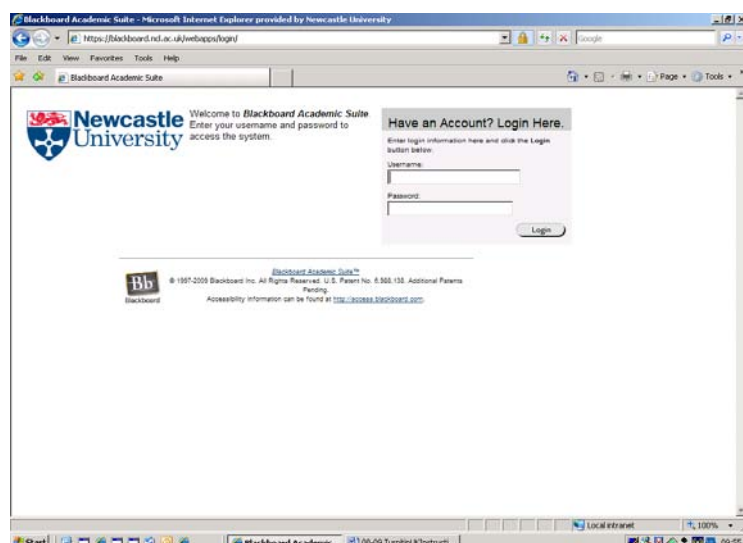 Blackboard Academic Suite - Microsoft Internet Explorer provided by Newcastle University
https://blackboard.ncl.ac.uk/webapps/login/
Google
File Edit View Favorites Tools Help
Blackboard Academic Suite
Page Tools
Newcastle University
Welcome to Blackboard Academic Suite.
Enter your username and password to
access the system.
Have an Account? Login Here.
Enter login information here and click the Login
button below.
Username:
Password:
Login
Bb
Blackboard
Blackboard Academic Suite™
© 1997-2009 Blackboard Inc. All Rights Reserved. U.S. Patent No. 6,988,138. Additional Patents
Pending.
Accessibility information can be found at http://access.blackboard.com.
Local intranet 100%
Start Blackboard Academic 09:55